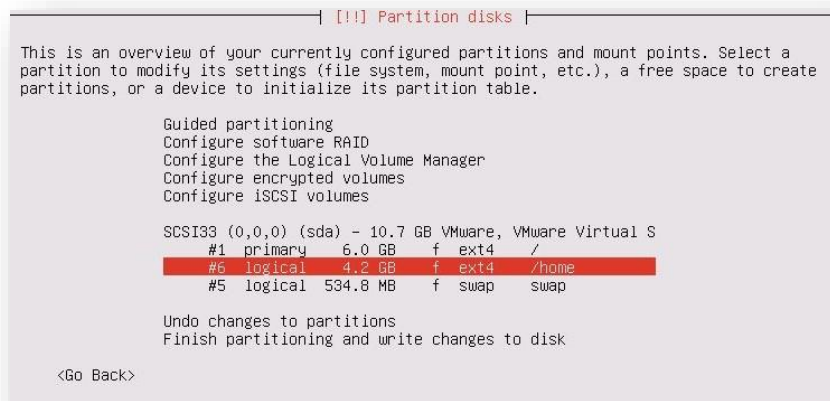 [!!] Partition disks
This is an overview of your currently configured partitions and mount points. Select a
partition to modify its settings (file system, mount point, etc.), a free space to create
partitions, or a device to initialize its partition table.
Guided partitioning
Configure software RAID
Configure the Logical Volume Manager
Configure encrypted volumes
Configure iSCSI volumes
SCSI33 (0,0,0) (sda) - 10.7 GB VMware, VMware Virtual S
#1 primary 6.0 GB f ext4 /
#6 logical 4.2 GB f ext4 /home
#5 logical 534.8 MB f swap swap
Undo changes to partitions
Finish partitioning and write changes to disk
<Go Back>